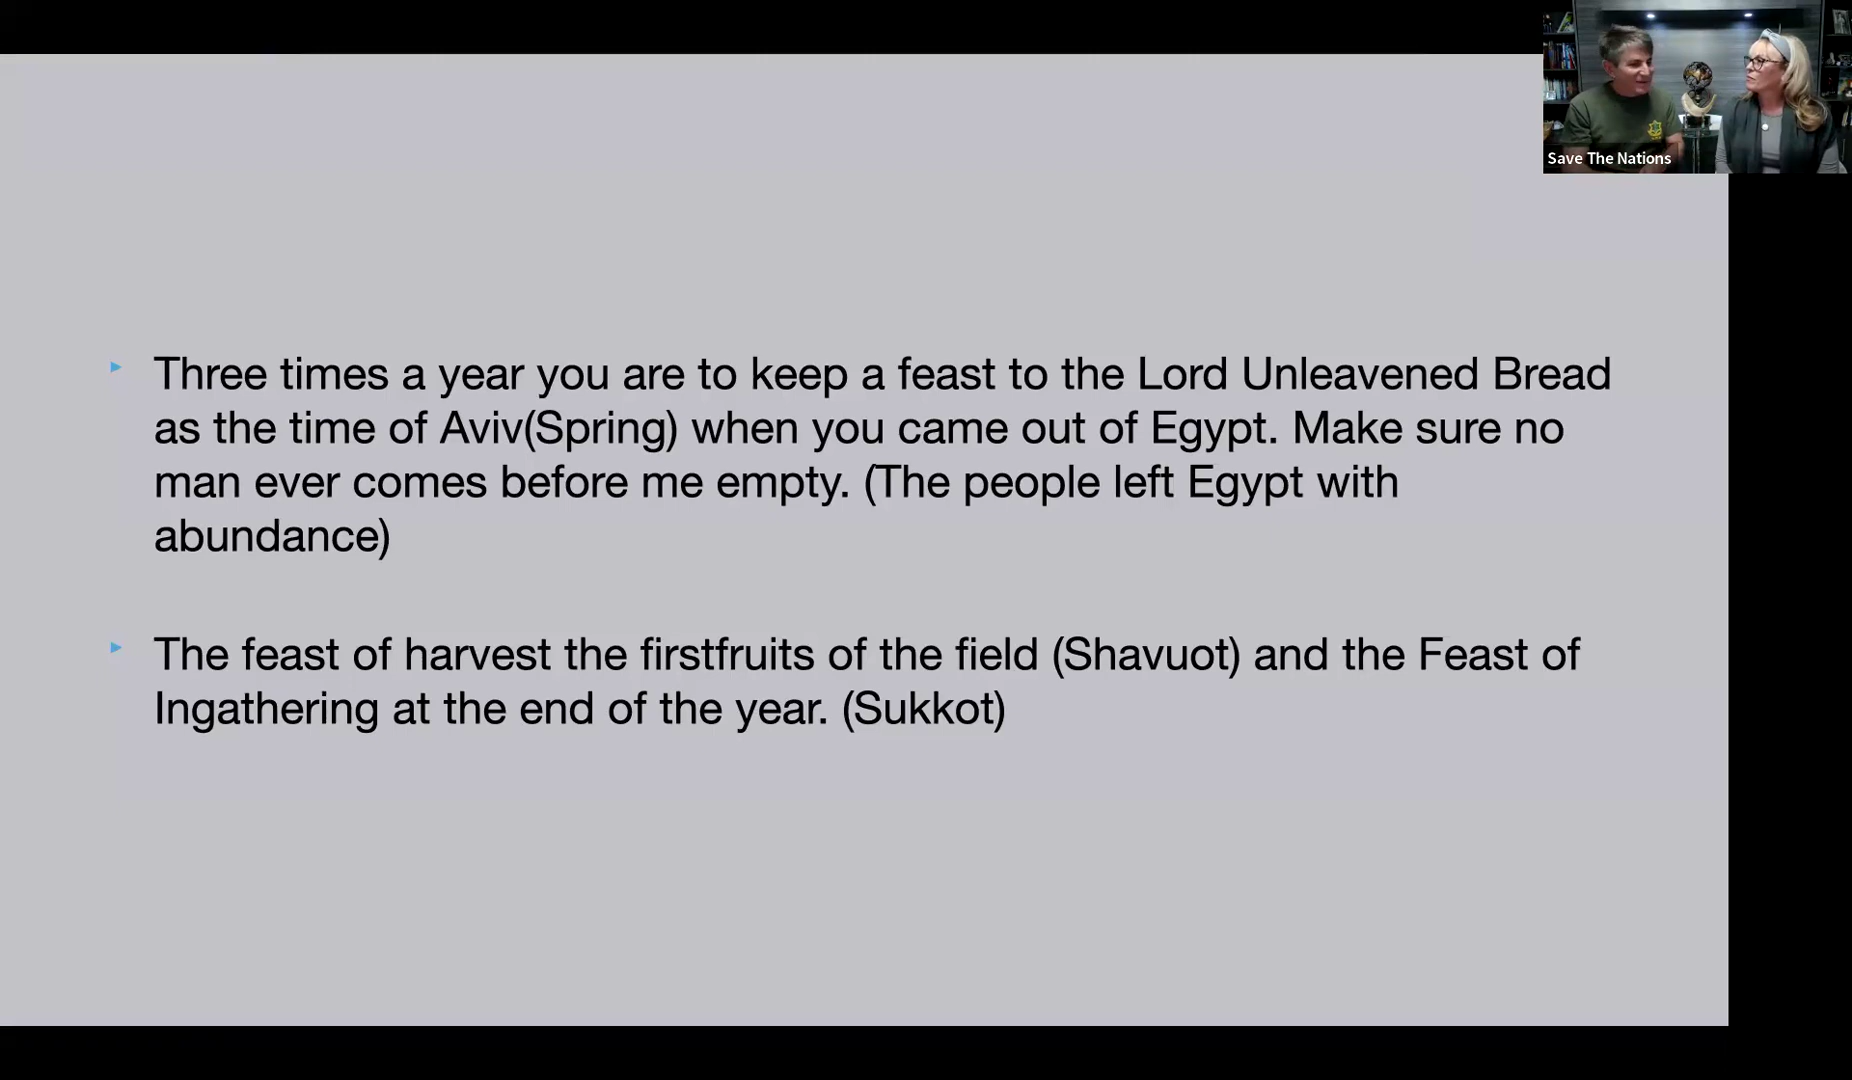 Save The Nations
Three times a year you are to keep a feast to the Lord Unleavened Bread
as the time of Aviv(Spring) when you came out of Egypt. Make sure no
man ever comes before me empty. (The people left Egypt with
abundance)
The feast of harvest the firstfruits of the field (Shavuot) and the Feast of
Ingathering at the end of the year. (Sukkot)